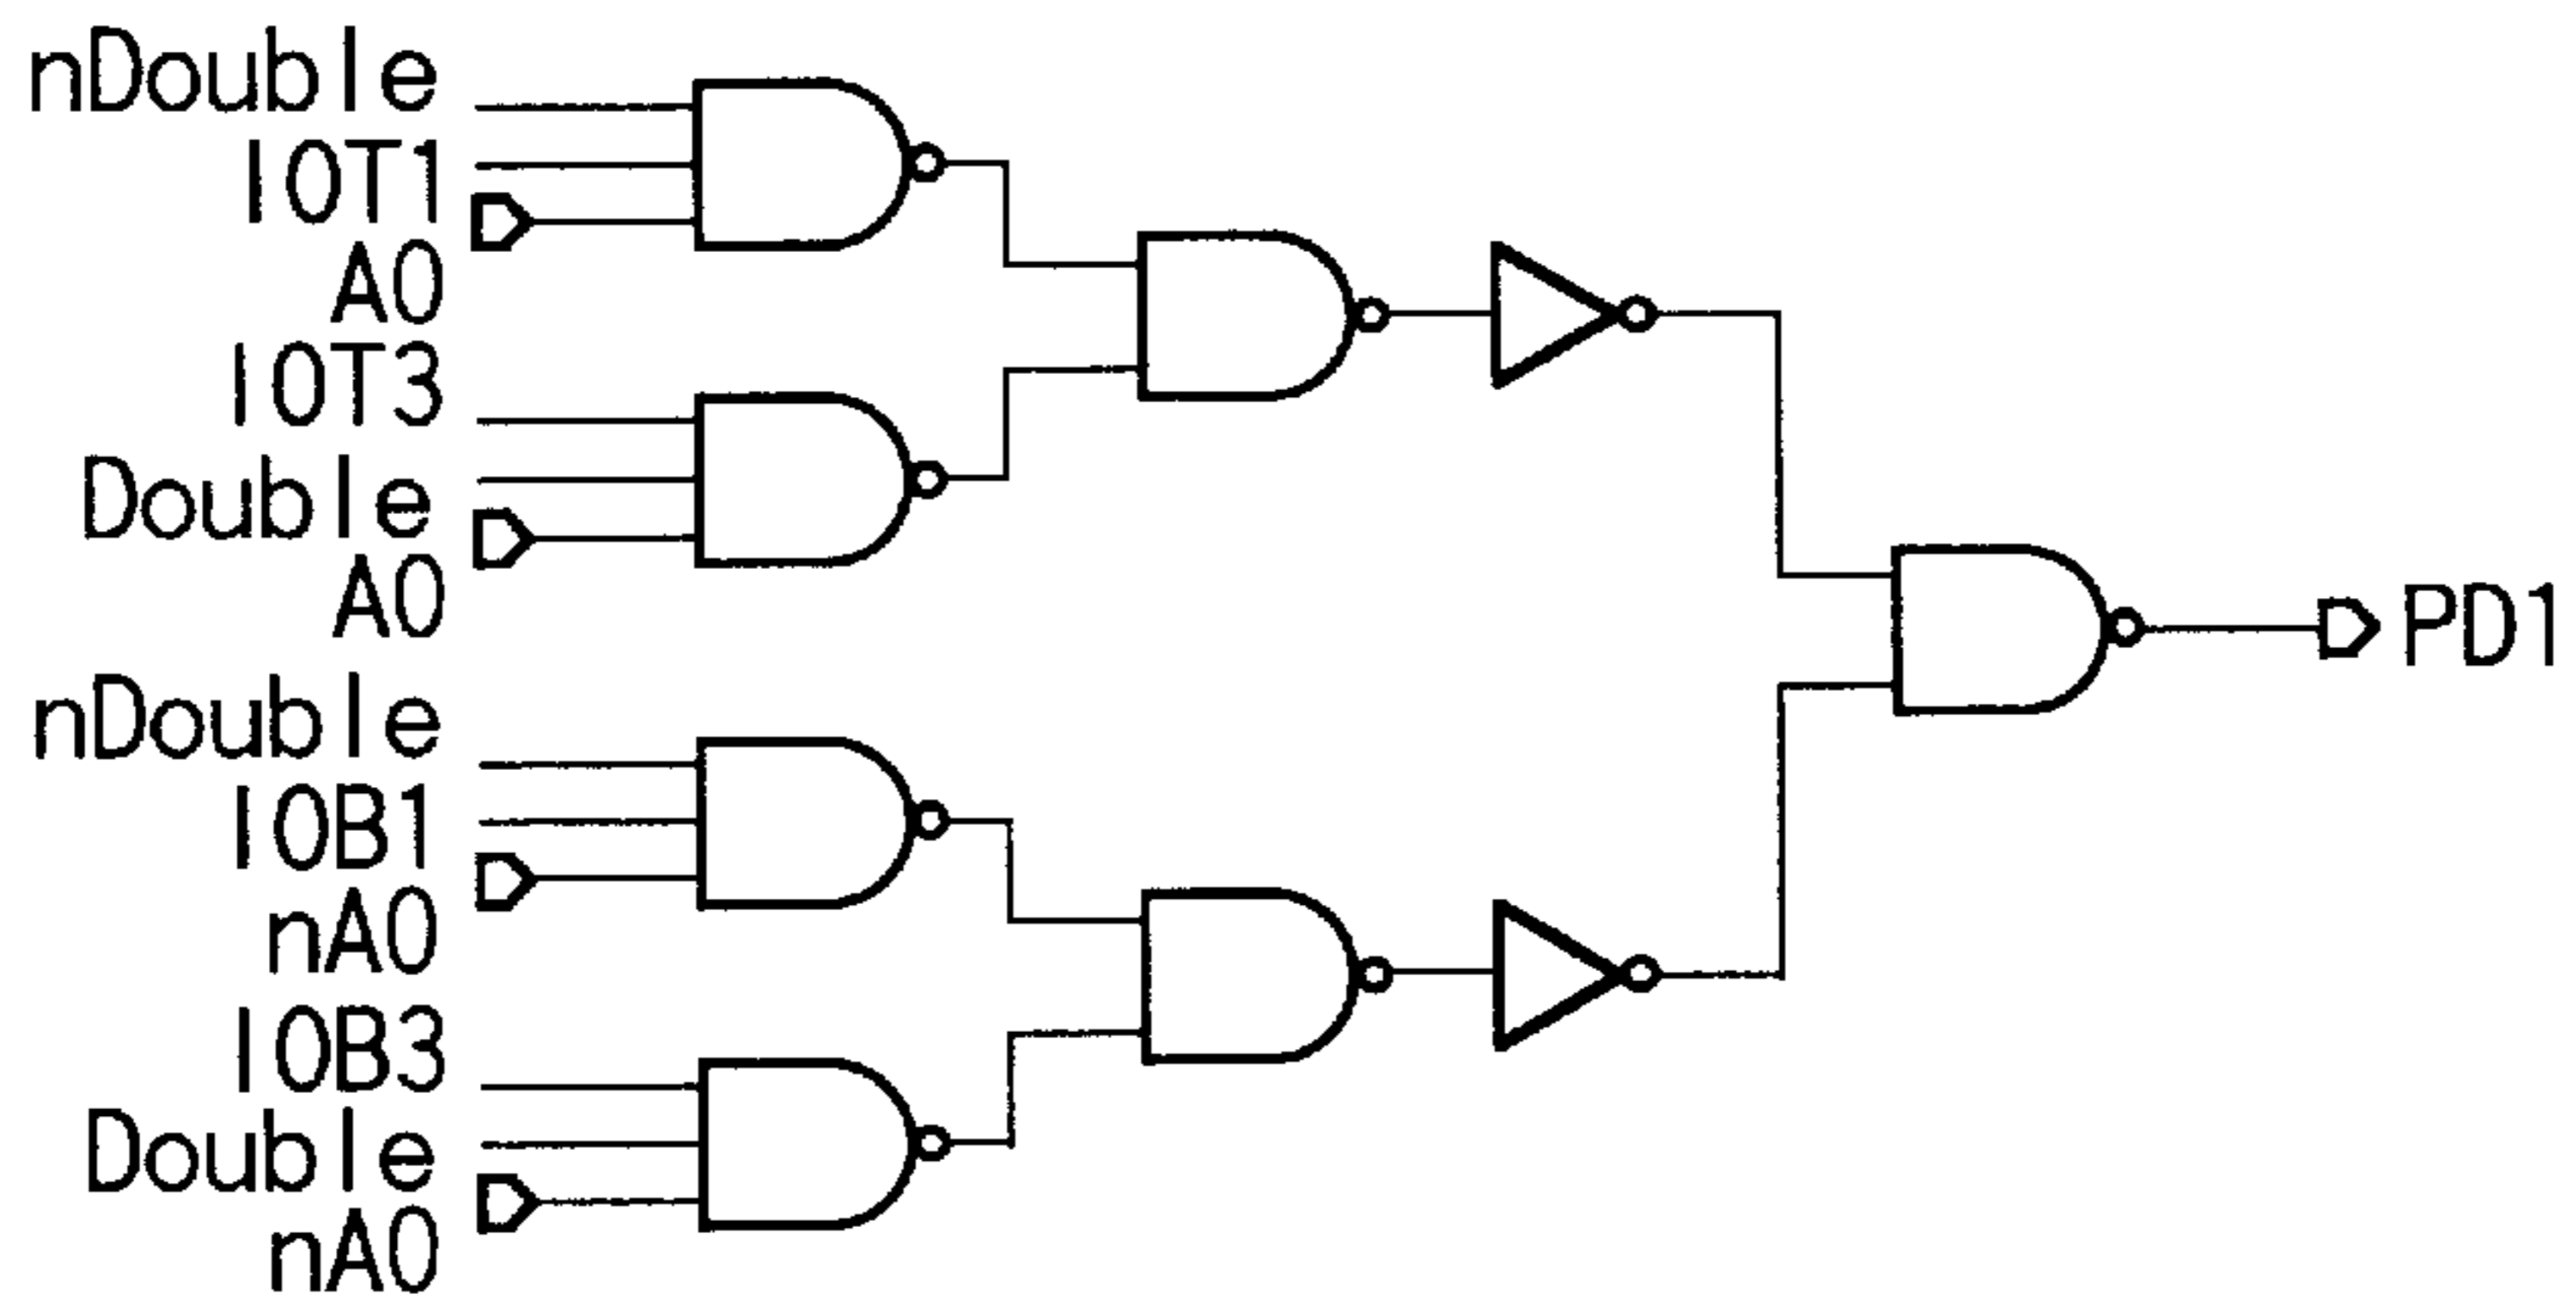 nDouble
IOT1
A0
IOT3
Double
A0
PD1
nDouble
IOB1
nA0
IOB3
Double
nA0